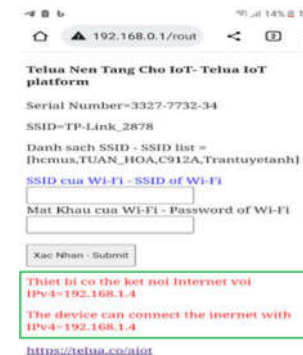 14%
192.168.0.1/rout
2
Telua Nen Tang Cho IoT- Telua IoT
platform
Serial Number=3327-7732-34
SSID=TP-Link_2878
Danh sach SSID - SSID list =
[hcmus,TUAN_HOA,C912A,Trantuyetanh]
SSID cua Wi-Fi - SSID of Wi-Fi
Mat Khau cua Wi-Fi - Password of Wi-Fi
Xac Nhan - Submit
Thiet bi co the ket noi Internet voi
IPv4=192.168.1.4
The device can connect the inernet with
IPv4=192.168.1.4
https://telua.co/aiot